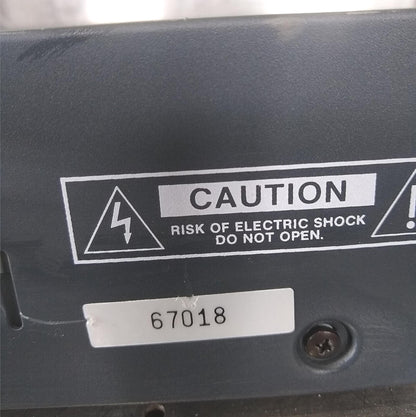 CAUTION
RISK OF ELECTRIC SHOCK
DO NOT OPEN.
!
67018